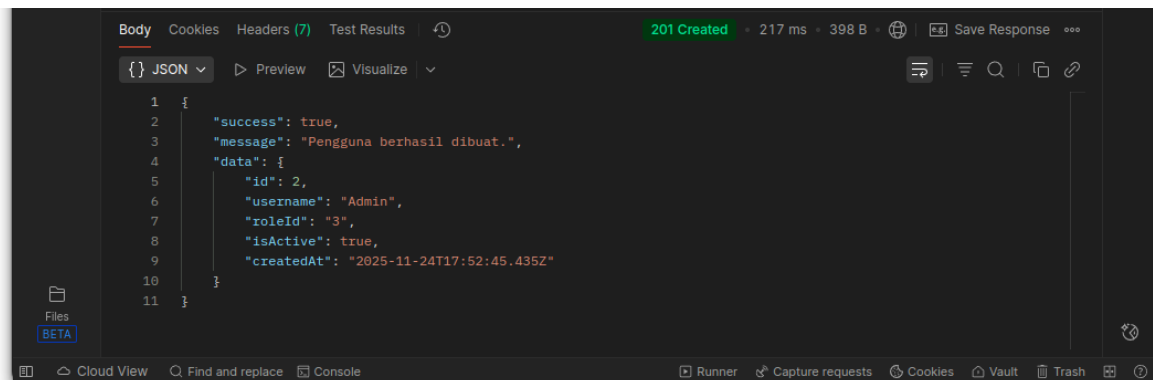 Body Cookies Headers (7) Test Results 201 Created • 217 ms • 398 B • e.g. Save Response
{} JSON Preview Visualize
1 {
2 "success": true,
3 "message": "Pengguna berhasil dibuat.",
4 "data": {
5 "id": 2,
6 "username": "Admin",
7 "roleId": "3",
8 "isActive": true,
9 "createdAt": "2025-11-24T17:52:45.435Z"
10 }
11 }
Files
BETA
Cloud View Find and replace Console Runner Capture requests Cookies Vault Trash